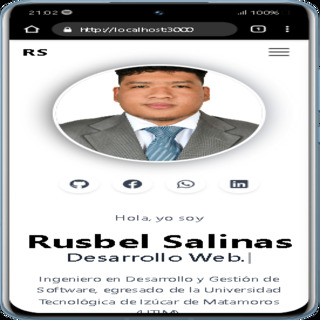 21:02
100%
http://localhost:3000
1
RS
Hola, yo soy
Rusbel Salinas
Desarrollo Web.|
Ingeniero en Desarrollo y Gestión de
Software, egresado de la Universidad
Tecnológica de Izúcar de Matamoros
(UTIM)